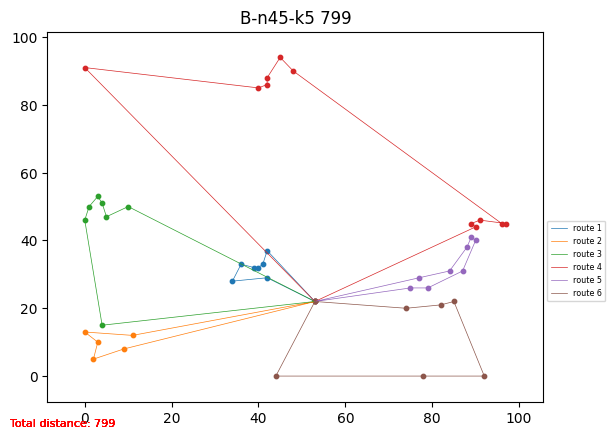 B-n45-k5 799
100
80
60
40
20
0
0 20 40 60 80 100
route 1
route 2
route 3
route 4
route 5
route 6
Total distance: 799